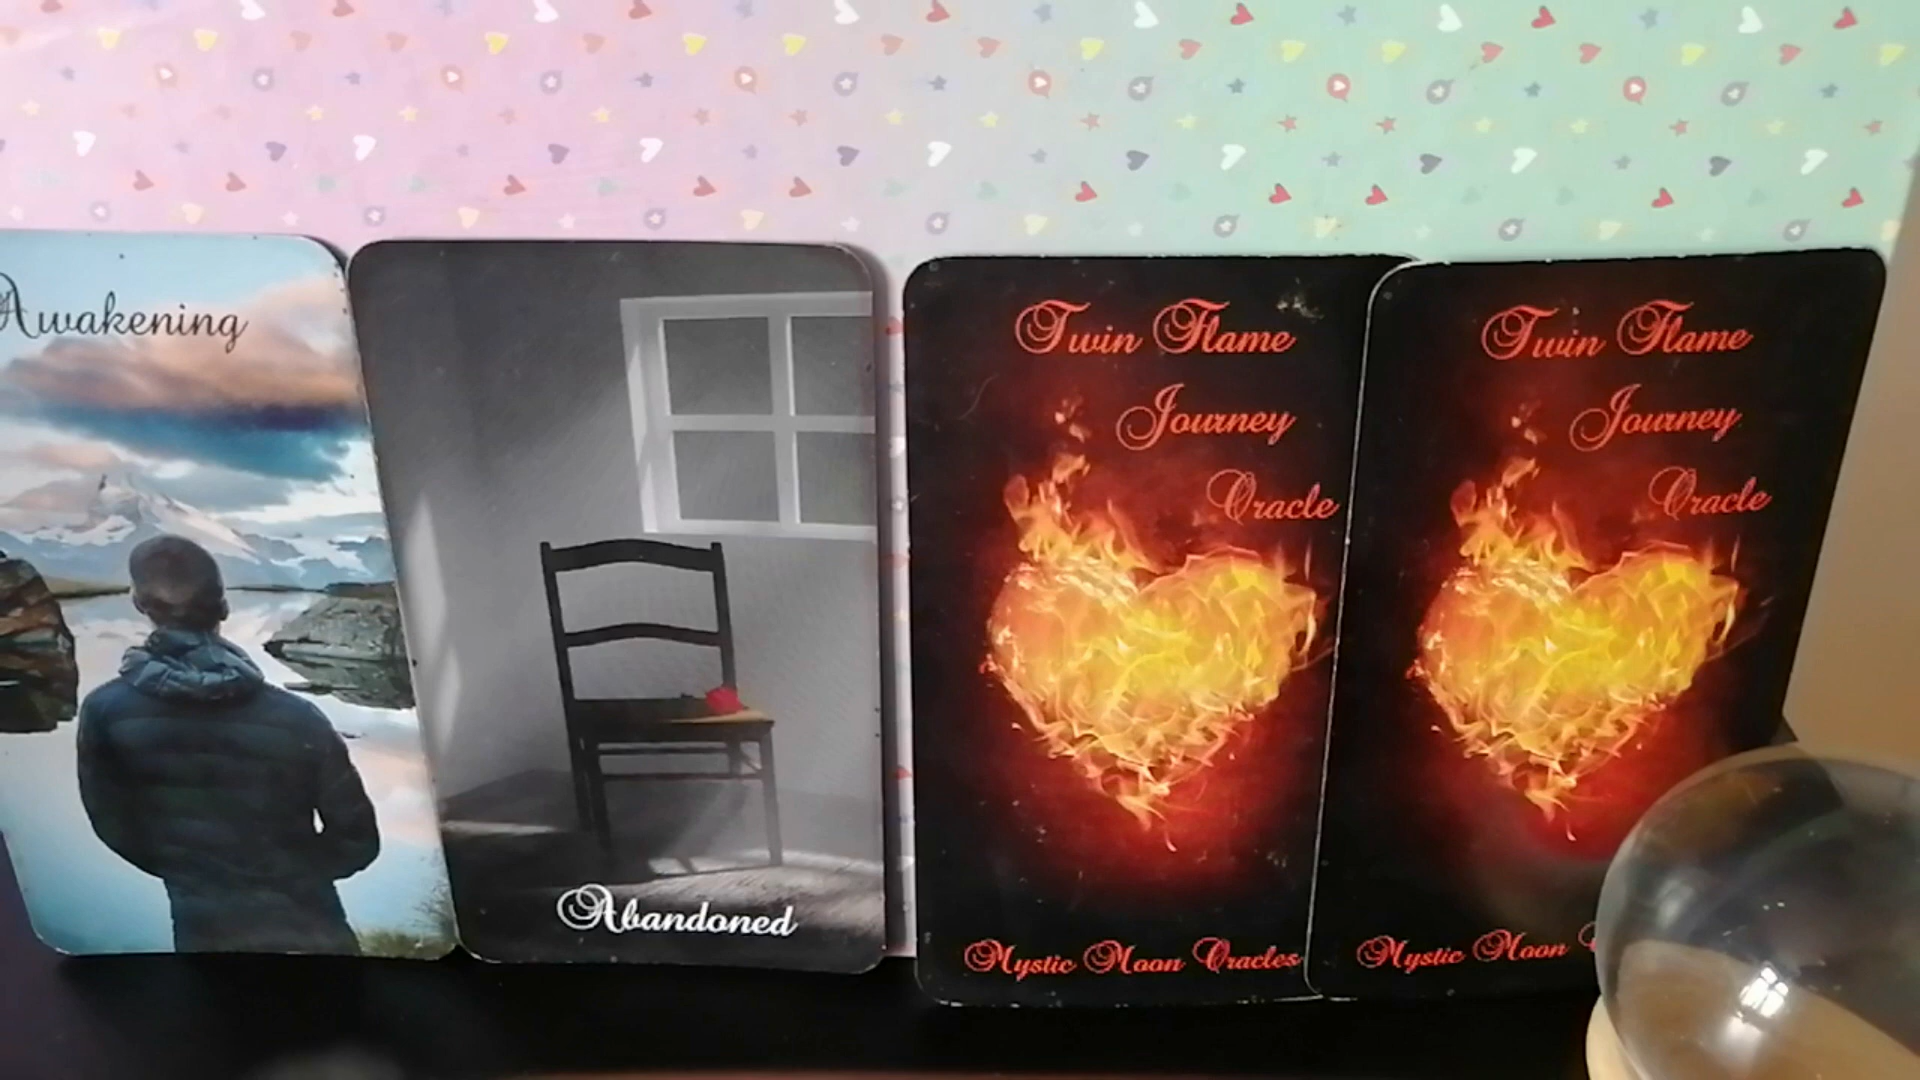 Awakening
Abandoned
Twin Flame
Journey
Oracle
Mystic Moon Oracles
Twin Flame
Journey
Oracle
Mystic Moon